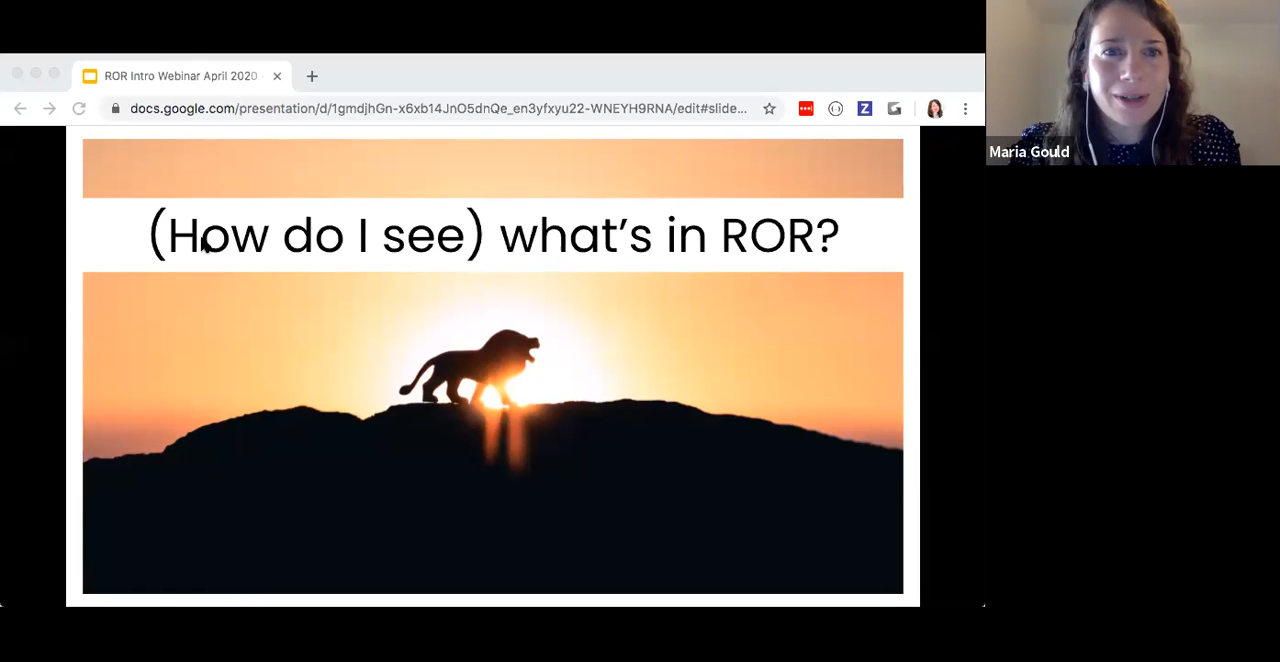 ROR Intro Webinar April 2020
docs.google.com/presentation/d/1gmdjhGn-x6xb14JnO5dnQe_en3yfxyu22-WNEYH9RNA/edit#slide...
Maria Gould
(How do I see) what's in ROR?